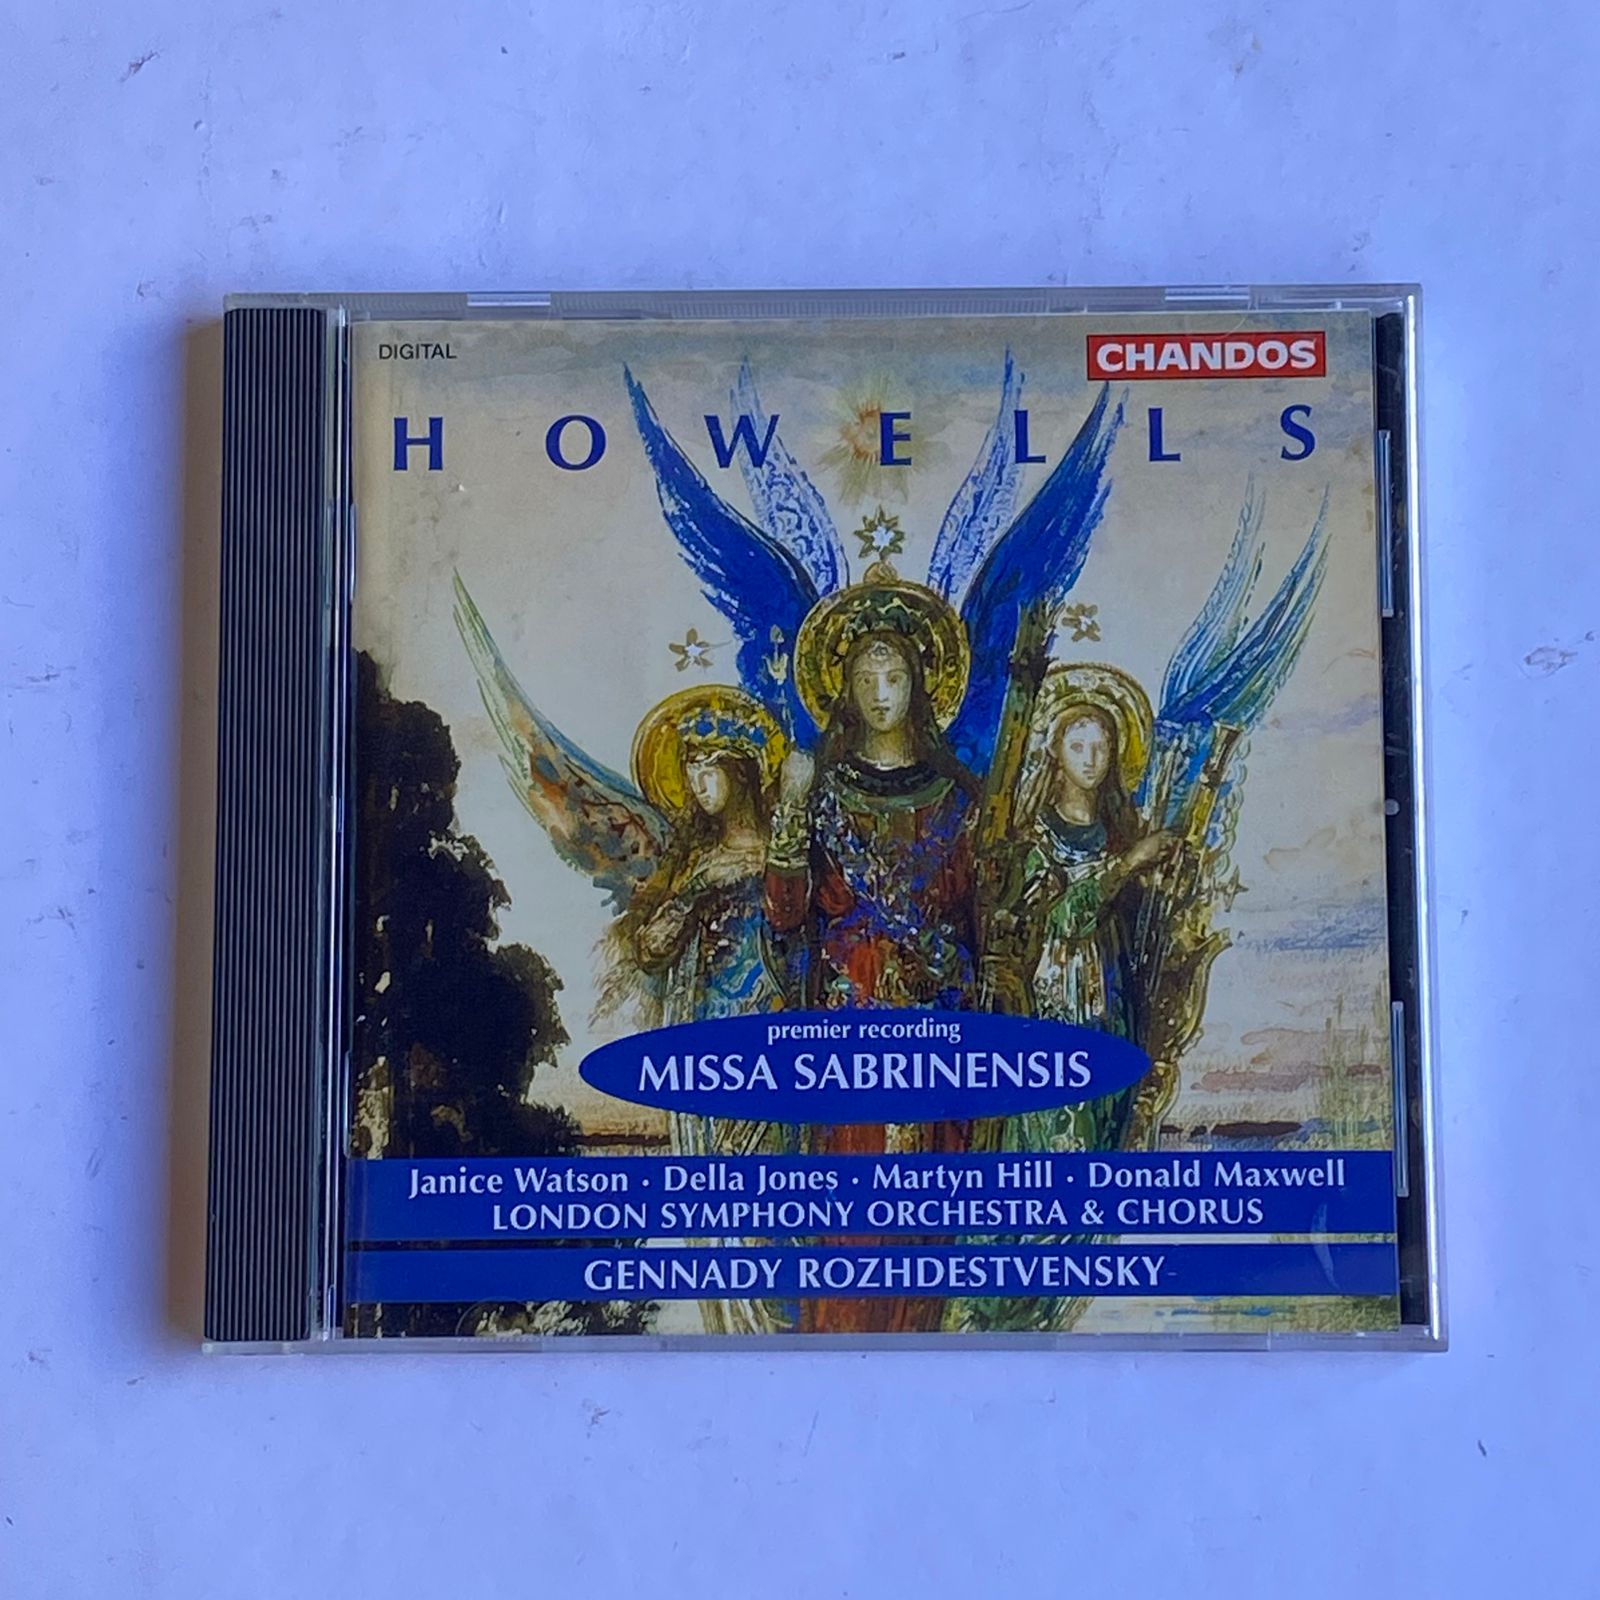 DIGITAL
CHANDOS
HOWELLS
premier recording
MISSA SABRINENSIS
Janice Watson · Della Jones · Martyn Hill · Donald Maxwell
LONDON SYMPHONY ORCHESTRA & CHORUS
GENNADY ROZHDESTVENSKY